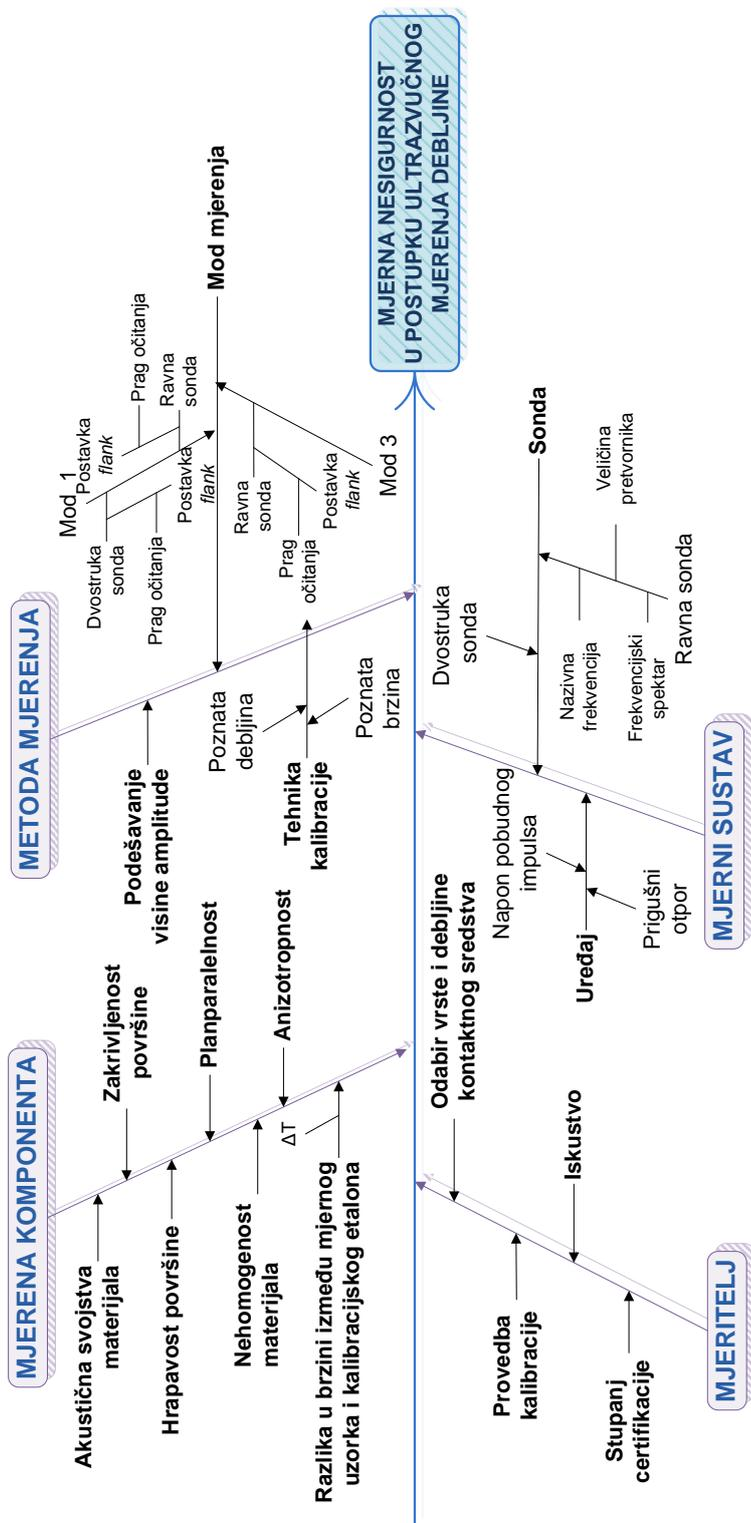 MJERENA KOMPONENTA
Akustična svojstva
materijala
Zakrivljenost
površine
Hrapavost površine
Planparalelnost
Nehomogenost
materijala
Anizotropnost
ΔT
Razlika u brzini između mjernog
uzorka i kalibracijskog etalona
METODA MJERENJA
Podešavanje
visine amplitude
Mod mjerenja
Mod 1
Dvostruka
sonda
Prag očitanja
Postavka
flank
Postavka
flank
Prag očitanja
Ravna
sonda
Ravna
sonda
Prag
očitanja
Postavka
flank
Mod 3
Poznata
debljina
Tehnika
kalibracije
Poznata
brzina
MJERNA NESIGURNOST
U POSTUPKU ULTRAZVUČNOG
MJERENJA DEBLJINE
Odabir vrste i debljine
kontaktnog sredstva
Provedba
kalibracije
Iskustvo
Stupanj
certifikacije
MJERITELJ
Dvostruka
sonda
Sonda
Nazivna
frekvencija
Veličina
pretvornika
Frekvencijski
spektar
Ravna sonda
Napon pobudnog
impulsa
Uređaj
Prigušni
otpor
MJERNI SUSTAV